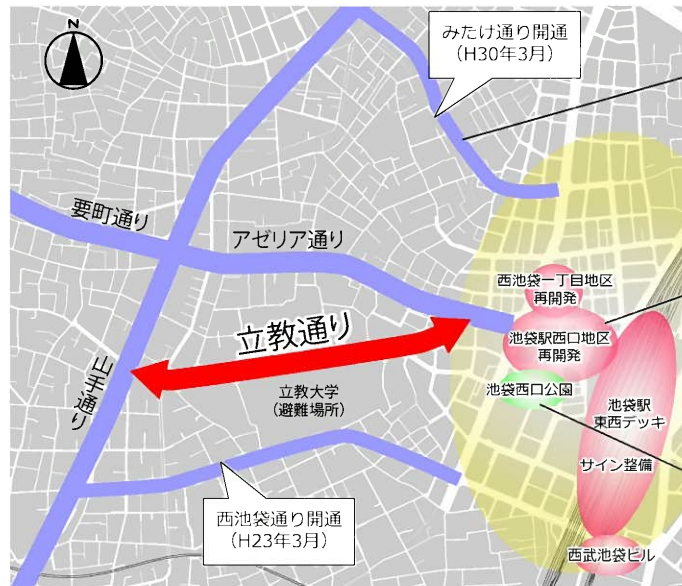 みたけ通り開通
（H30年3月）
N
要町通り
アゼリア通り
西池袋一丁目地区
再開発
立教通り
池袋駅西口地区
再開発
山手通り
立教大学
（避難場所）
池袋西口公園
池袋駅
東西デッキ
サイン整備
西池袋通り開通
（H23年3月）
西武池袋ビル